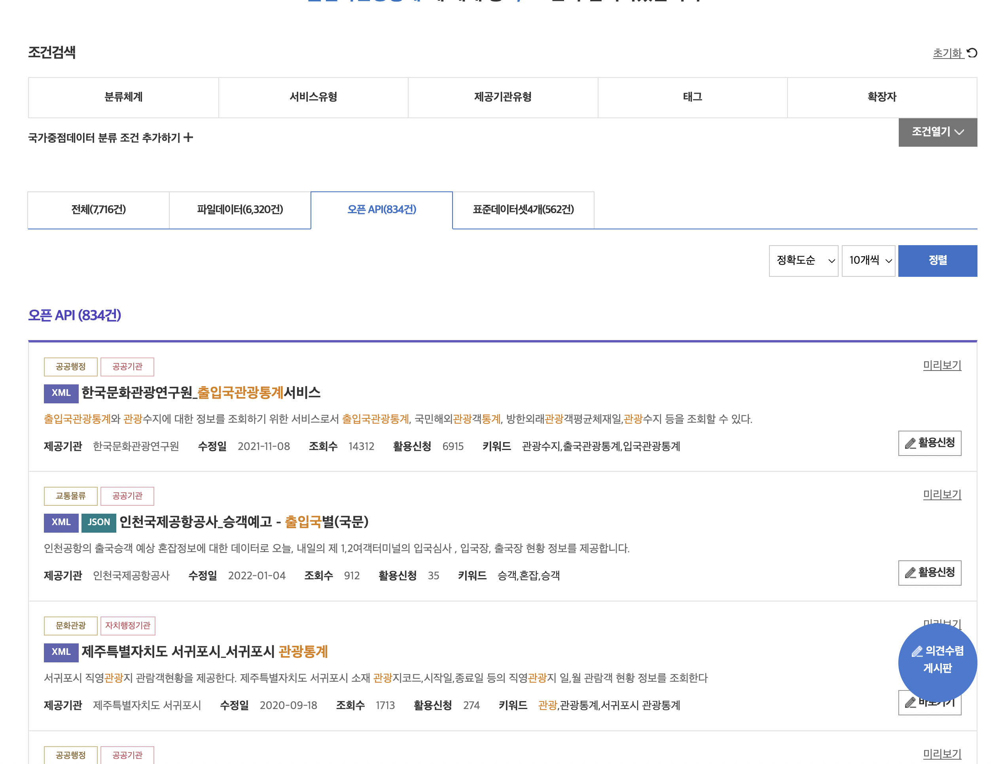 조건검색
초기화
분류체계 서비스유형 제공기관유형 태그 확장자
국가중점데이터 분류 조건 추가하기 +
조건열기
전체(7,716건) 파일데이터(6,320건) 오픈 API(834건) 표준데이터셋4개(562건)
정확도순 10개씩 정렬
오픈 API (834건)
공공행정 공공기관 미리보기
XML 한국문화관광연구원_출입국관광통계서비스
출입국관광통계와 관광수지에 대한 정보를 조회하기 위한 서비스로서 출입국관광통계, 국민해외관광객통계, 방한외래관광객평균체재일,관광수지 등을 조회할 수 있다.
제공기관 한국문화관광연구원 수정일 2021-11-08 조회수 14312 활용신청 6915 키워드 관광수지,출국관광통계,입국관광통계
활용신청
교통물류 공공기관 미리보기
XML JSON 인천국제공항공사_승객예고 - 출입국별(국문)
인천공항의 출국승객 예상 혼잡정보에 대한 데이터로 오늘, 내일의 제 1,2여객터미널의 입국심사 , 입국장, 출국장 현황 정보를 제공합니다.
제공기관 인천국제공항공사 수정일 2022-01-04 조회수 912 활용신청 35 키워드 승객,혼잡,승객
활용신청
문화관광 자치행정기관 미리보기
XML 제주특별자치도 서귀포시_서귀포시 관광통계
서귀포시 직영관광지 관람객현황을 제공한다. 제주특별자치도 서귀포시 소재 관광지코드,시작일,종료일 등의 직영관광지 일,월 관람객 현황 정보를 조회한다
제공기관 제주특별자치도 서귀포시 수정일 2020-09-18 조회수 1713 활용신청 274 키워드 관광,관광통계,서귀포시 관광통계
의견수렴
게시판
바로가기
공공행정 공공기관 미리보기